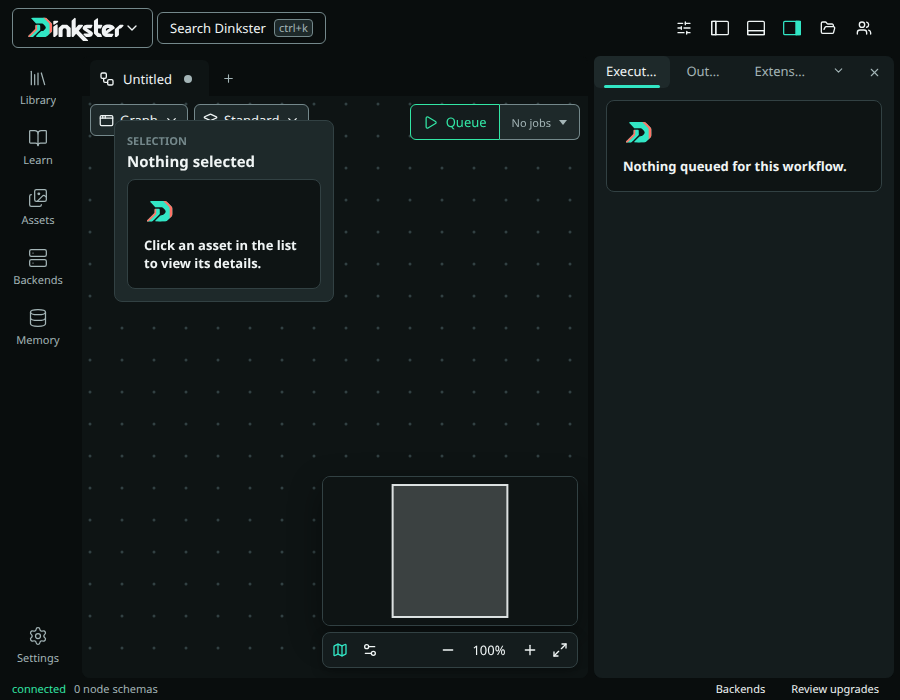 Dinkster
Search Dinkster ctrl+k
Library
Learn
Assets
Backends
Memory
Settings
Untitled
Graph
Standard
Queue
No jobs
SELECTION
Nothing selected
Click an asset in the list
to view its details.
100%
Execut...
Out...
Extens...
Nothing queued for this workflow.
connected 0 node schemas
Backends
Review upgrades